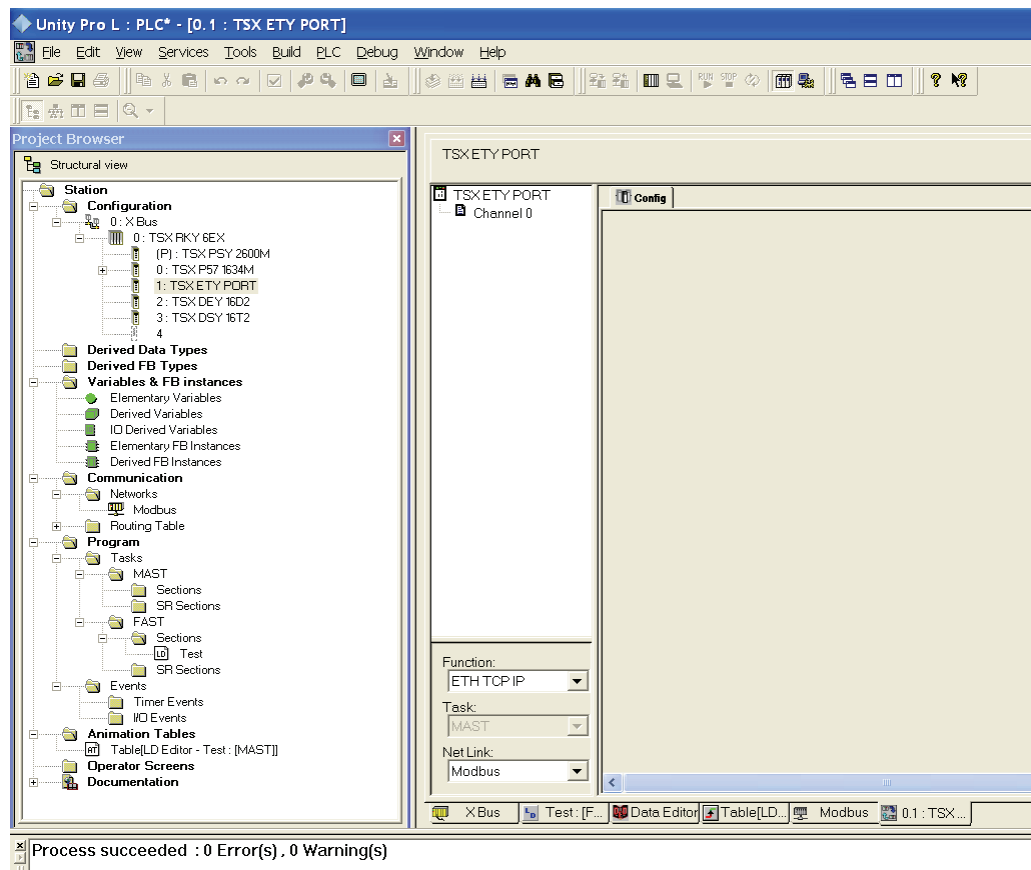 Unity Pro L : PLC* - [0.1 : TSX ETY PORT]
File Edit View Services Tools Build PLC Debug Window Help
RUN STOP
Project Browser
Structural view
Station
Configuration
0 : X Bus
0 : TSX RKY 6EX
(P) : TSX PSY 2600M
0 : TSX P57 1634M
1: TSX ETY PORT
2 : TSX DEY 16D2
3 : TSX DSY 16T2
4
Derived Data Types
Derived FB Types
Variables & FB instances
Elementary Variables
Derived Variables
IO Derived Variables
Elementary FB Instances
Derived FB Instances
Communication
Networks
Modbus
Routing Table
Program
Tasks
MAST
Sections
SR Sections
FAST
Sections
LD Test
SR Sections
Events
Timer Events
I/O Events
Animation Tables
AT Table[LD Editor - Test : [MAST]]
Operator Screens
Documentation
TSX ETY PORT
TSX ETY PORT
Channel 0
Config
Function:
ETH TCP IP
Task:
MAST
Net Link:
Modbus
X Bus Test : [F... Data Editor Table[LD... Modbus 0.1 : TSX ...
Process succeeded : 0 Error(s) , 0 Warning(s)